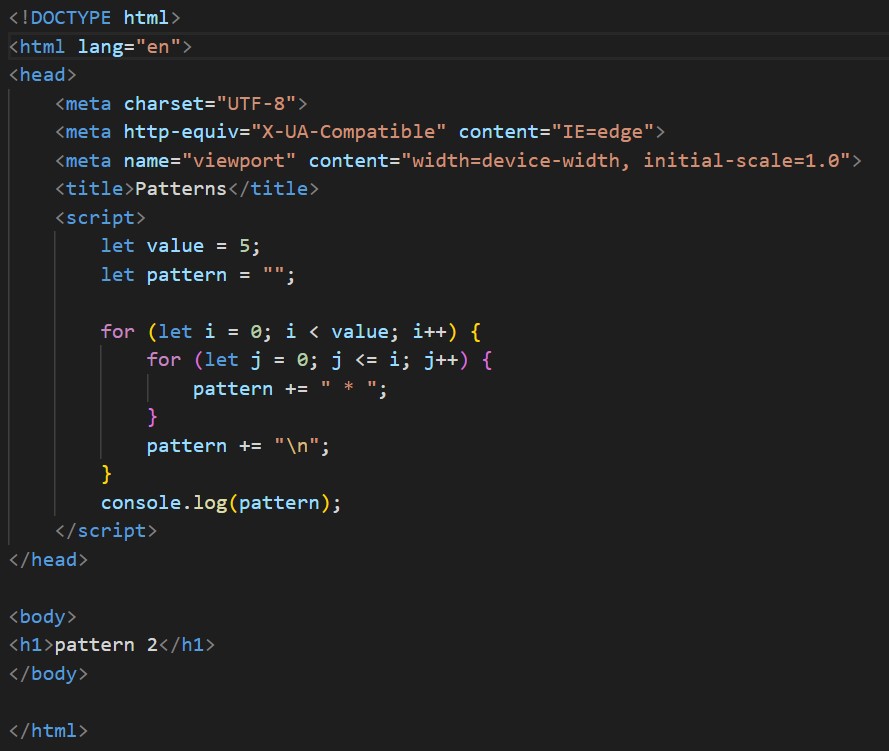 <!DOCTYPE html>
<html lang="en">
<head>
    <meta charset="UTF-8">
    <meta http-equiv="X-UA-Compatible" content="IE=edge">
    <meta name="viewport" content="width=device-width, initial-scale=1.0">
    <title>Patterns</title>
    <script>
        let value = 5;
        let pattern = "";

        for (let i = 0; i < value; i++) {
            for (let j = 0; j <= i; j++) {
                pattern += " * ";
            }
            pattern += "\n";
        }
        console.log(pattern);
    </script>
</head>

<body>
<h1>pattern 2</h1>
</body>

</html>